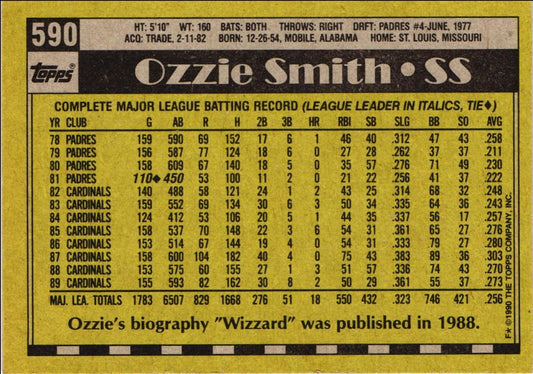 590
HT: 5'10" WT: 160 BATS: BOTH THROWS: RIGHT DRFT: PADRES #4-JUNE, 1977
ACQ: TRADE, 2-11-82 BORN: 12-26-54, MOBILE, ALABAMA HOME: ST. LOUIS, MISSOURI
Topps
Ozzie Smith • SS
COMPLETE MAJOR LEAGUE BATTING RECORD (LEAGUE LEADER IN ITALICS, TIE♦)
YR CLUB G AB R H 2B 3B HR RBI SB SLG BB SO AVG
78 PADRES 159 590 69 152 17 6 1 46 40 .312 47 43 .258
79 PADRES 156 587 77 124 18 6 0 27 28 .262 37 37 .211
80 PADRES 158 609 67 140 18 5 0 35 57 .276 71 49 .230
81 PADRES 110♦ 450 53 100 11 2 0 21 22 .256 41 37 .222
82 CARDINALS 140 488 58 121 24 1 2 43 25 .314 68 32 .248
83 CARDINALS 159 552 69 134 30 6 3 50 34 .335 64 36 .243
84 CARDINALS 124 412 53 106 20 5 1 44 35 .337 56 17 .257
85 CARDINALS 158 537 70 148 22 3 6 54 31 .361 65 27 .276
86 CARDINALS 153 514 67 144 19 4 0 54 31 .333 79 27 .280
87 CARDINALS 158 600 104 182 40 4 0 75 43 .383 89 36 .303
88 CARDINALS 153 575 80 155 27 1 3 51 57 .336 74 43 .270
89 CARDINALS 155 593 82 162 30 8 2 50 29 .361 55 37 .273
MAJ. LEA. TOTALS 1783 6507 829 1668 276 51 18 550 432 .323 746 421 .256
Ozzie's biography "Wizzard" was published in 1988.
F★ © 1990 THE TOPPS COMPANY, INC.